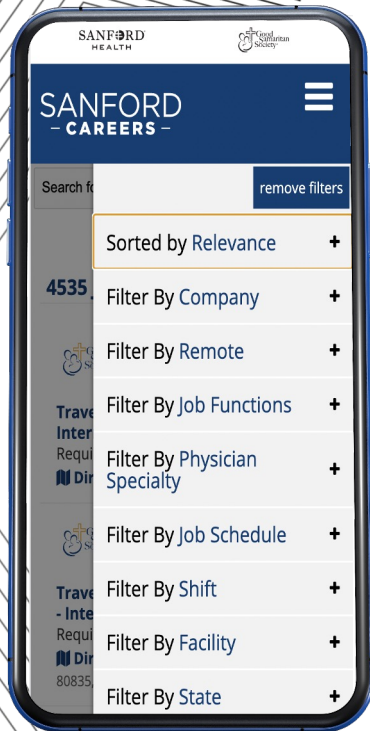 SANFORD
HEALTH
Good
Samaritan
Society
SANFORD
- CAREERS -
Search fo
remove filters
Sorted by Relevance +
4535
Filter By Company +
Filter By Remote +
Filter By Job Functions +
Trave
Inter
Requi
Dir
Filter By Physician
Specialty +
Filter By Job Schedule +
Filter By Shift +
Trave
- Inte
Requi
Dir
80835,
Filter By Facility +
Filter By State +